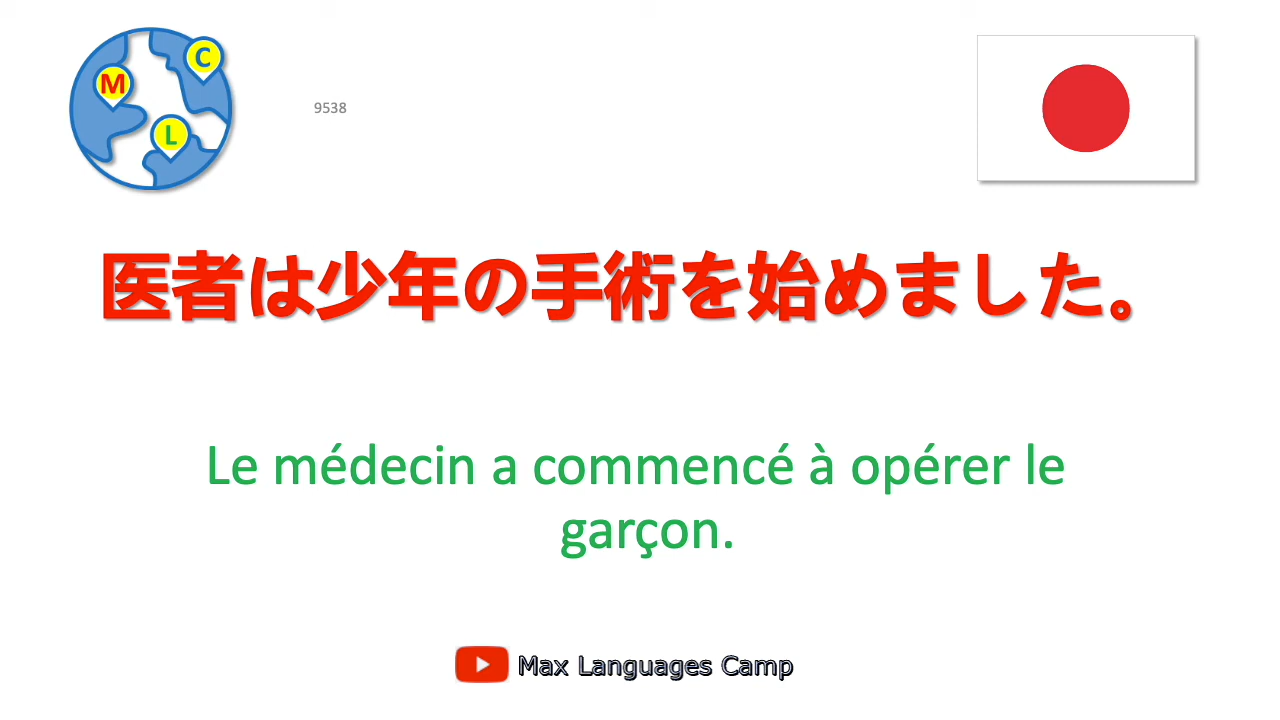 M
C
L
9538
医者は少年の手術を始めました。
Le médecin a commencé à opérer le
garçon.
Max Languages Camp